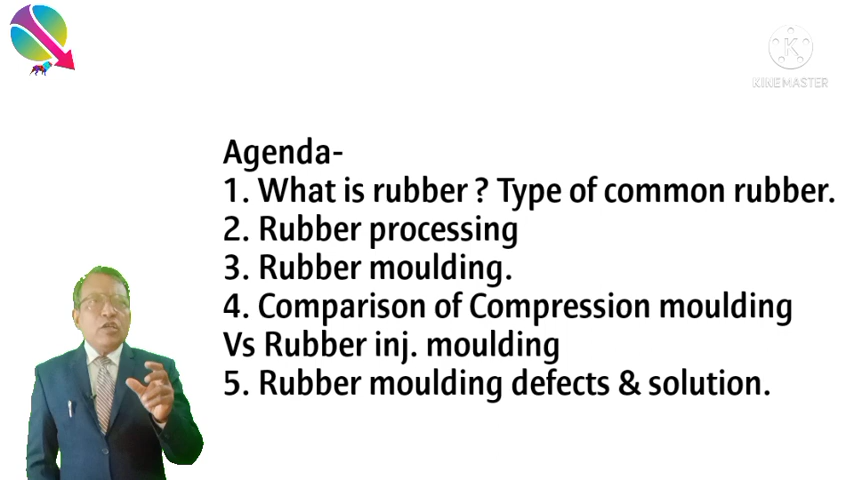 K
KINEMASTER
Agenda-
1. What is rubber ? Type of common rubber.
2. Rubber processing
3. Rubber moulding.
4. Comparison of Compression moulding
Vs Rubber inj. moulding
5. Rubber moulding defects & solution.